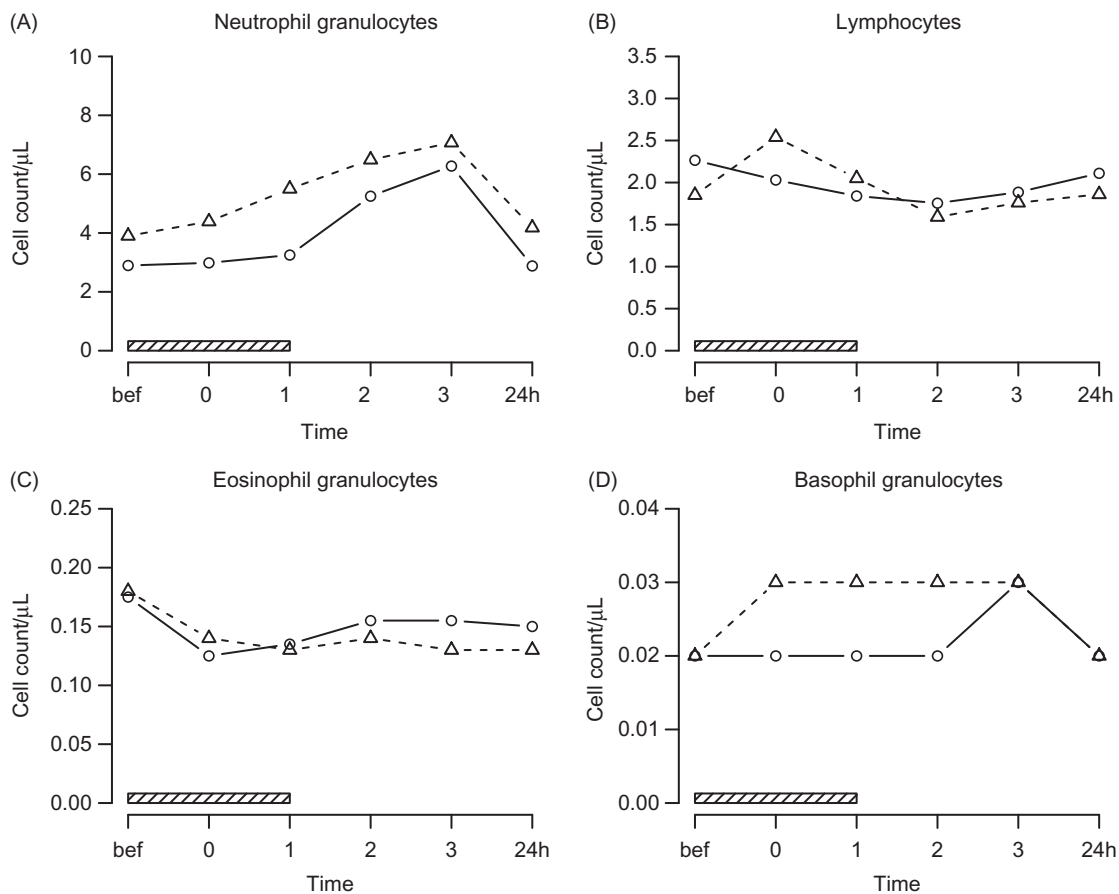 (A) Neutrophil granulocytes
10
8
6
4
2
0
Cell count/μL
bef 0 1 2 3 24h
Time
(B) Lymphocytes
3.5
3.0
2.5
2.0
1.5
1.0
0.5
0.0
Cell count/μL
bef 0 1 2 3 24h
Time
(C) Eosinophil granulocytes
0.25
0.20
0.15
0.10
0.05
0.00
Cell count/μL
bef 0 1 2 3 24h
Time
(D) Basophil granulocytes
0.04
0.03
0.02
0.01
0.00
Cell count/μL
bef 0 1 2 3 24h
Time